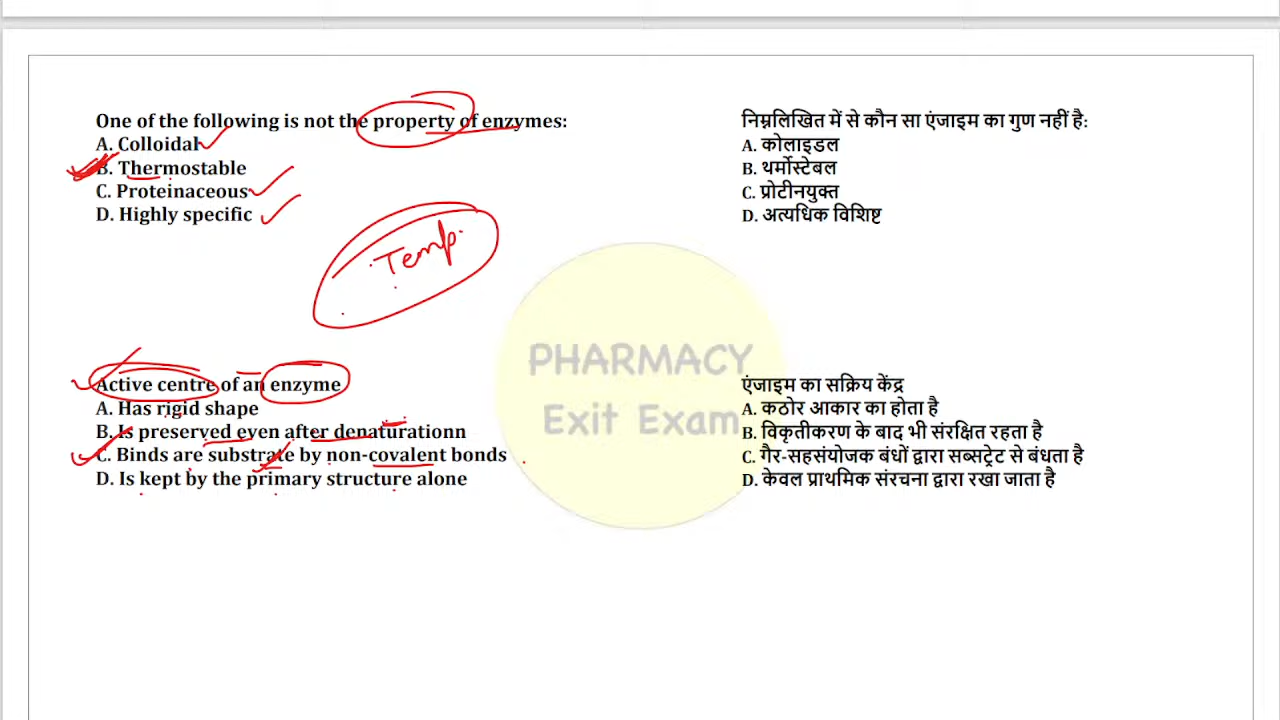 One of the following is not the property of enzymes:
A. Colloidal
B. Thermostable
C. Proteinaceous
D. Highly specific
निम्नलिखित में से कौन सा एंजाइम का गुण नहीं है:
A. कोलाइडल
B. थर्मोस्टेबल
C. प्रोटीनयुक्त
D. अत्यधिक विशिष्ट
Temp.
PHARMACY
Exit Exam
Active centre of an enzyme
A. Has rigid shape
B. Is preserved even after denaturationn
C. Binds are substrate by non-covalent bonds
D. Is kept by the primary structure alone
एंजाइम का सक्रिय केंद्र
A. कठोर आकार का होता है
B. विकृतीकरण के बाद भी संरक्षित रहता है
C. गैर-सहसंयोजक बंधों द्वारा सब्सट्रेट से बंधता है
D. केवल प्राथमिक संरचना द्वारा रखा जाता है